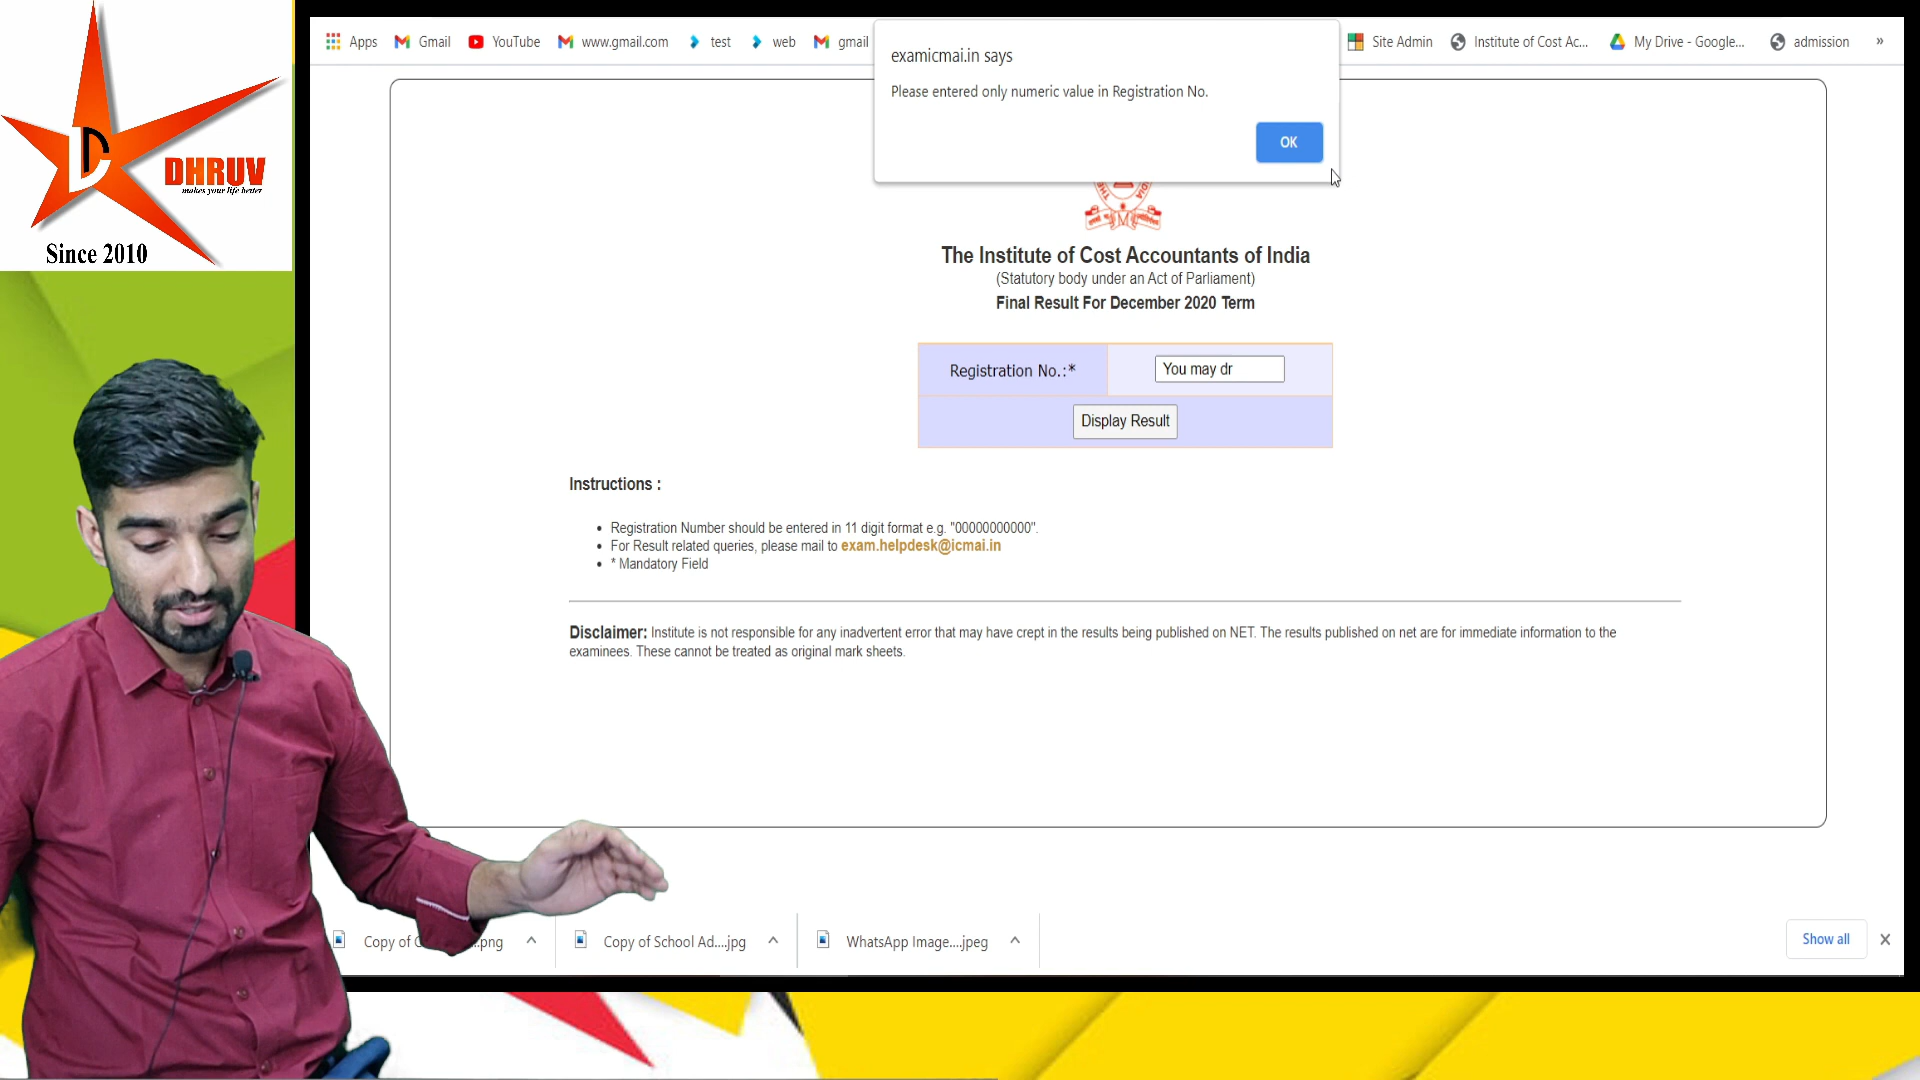 DC
DHRUV
makes your life better
Since 2010
Apps
Gmail
YouTube
www.gmail.com
test
web
gmail
Site Admin
Institute of Cost Ac...
My Drive - Google...
admission
»
examicmai.in says
Please entered only numeric value in Registration No.
OK
The Institute of Cost Accountants of India
(Statutory body under an Act of Parliament)
Final Result For December 2020 Term
Registration No.:*
You may dr
Display Result
Instructions :
• Registration Number should be entered in 11 digit format e.g. "00000000000".
• For Result related queries, please mail to exam.helpdesk@icmai.in
• * Mandatory Field
Disclaimer: Institute is not responsible for any inadvertent error that may have crept in the results being published on NET. The results published on net are for immediate information to the
examinees. These cannot be treated as original mark sheets.
Copy of
....png
Copy of School Ad....jpg
WhatsApp Image....jpeg
Show all